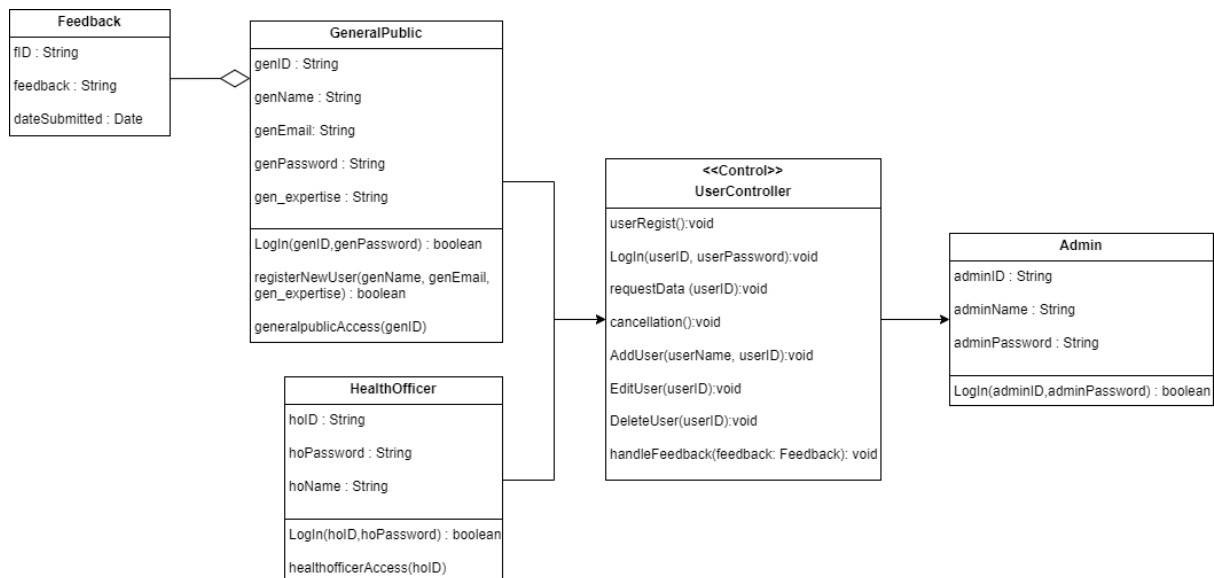 Feedback
fID : String
feedback : String
dateSubmitted : Date
GeneralPublic
genID : String
genName : String
genEmail: String
genPassword : String
gen_expertise : String
LogIn(genID,genPassword) : boolean
registerNewUser(genName, genEmail,
gen_expertise) : boolean
generalpublicAccess(genID)
HealthOfficer
hoID : String
hoPassword : String
hoName : String
LogIn(hoID,hoPassword) : boolean
healthofficerAccess(hoID)
<<Control>>
UserController
userRegist():void
LogIn(userID, userPassword):void
requestData (userID):void
cancellation():void
AddUser(userName, userID):void
EditUser(userID):void
DeleteUser(userID):void
handleFeedback(feedback: Feedback): void
Admin
adminID : String
adminName : String
adminPassword : String
LogIn(adminID,adminPassword) : boolean